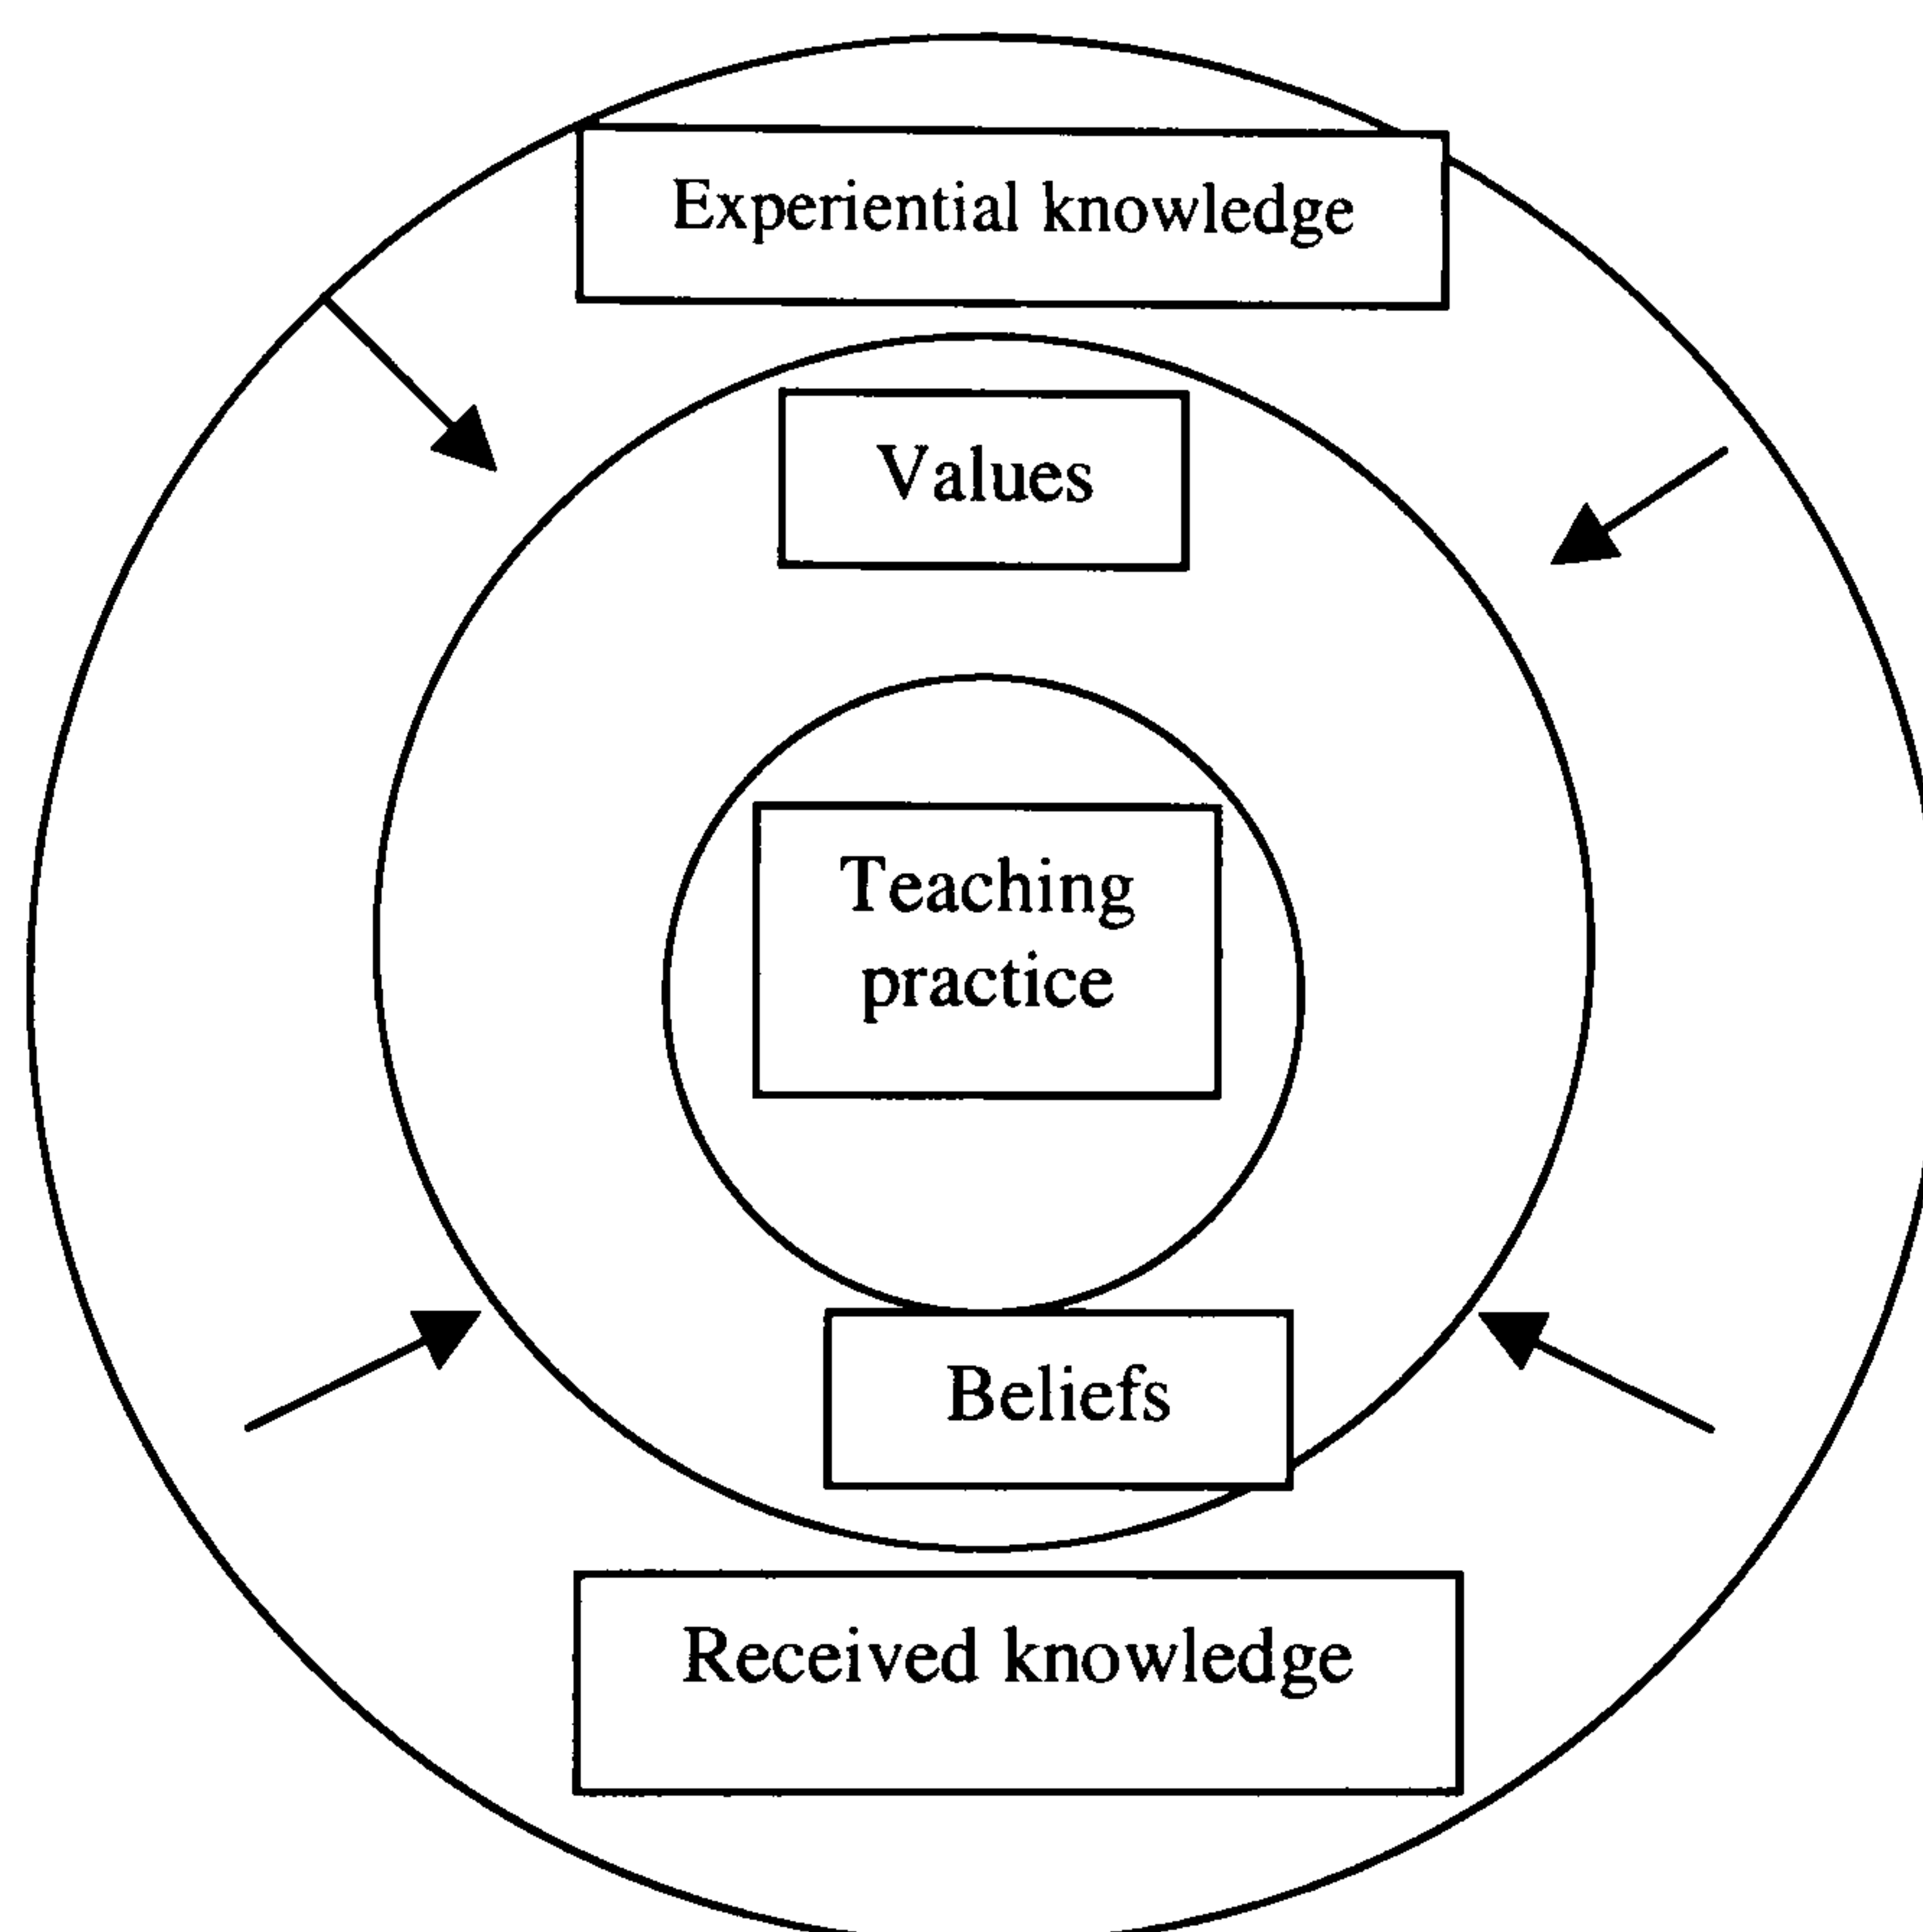 Experiential knowledge
Values
Teaching
practice
Beliefs
Received knowledge